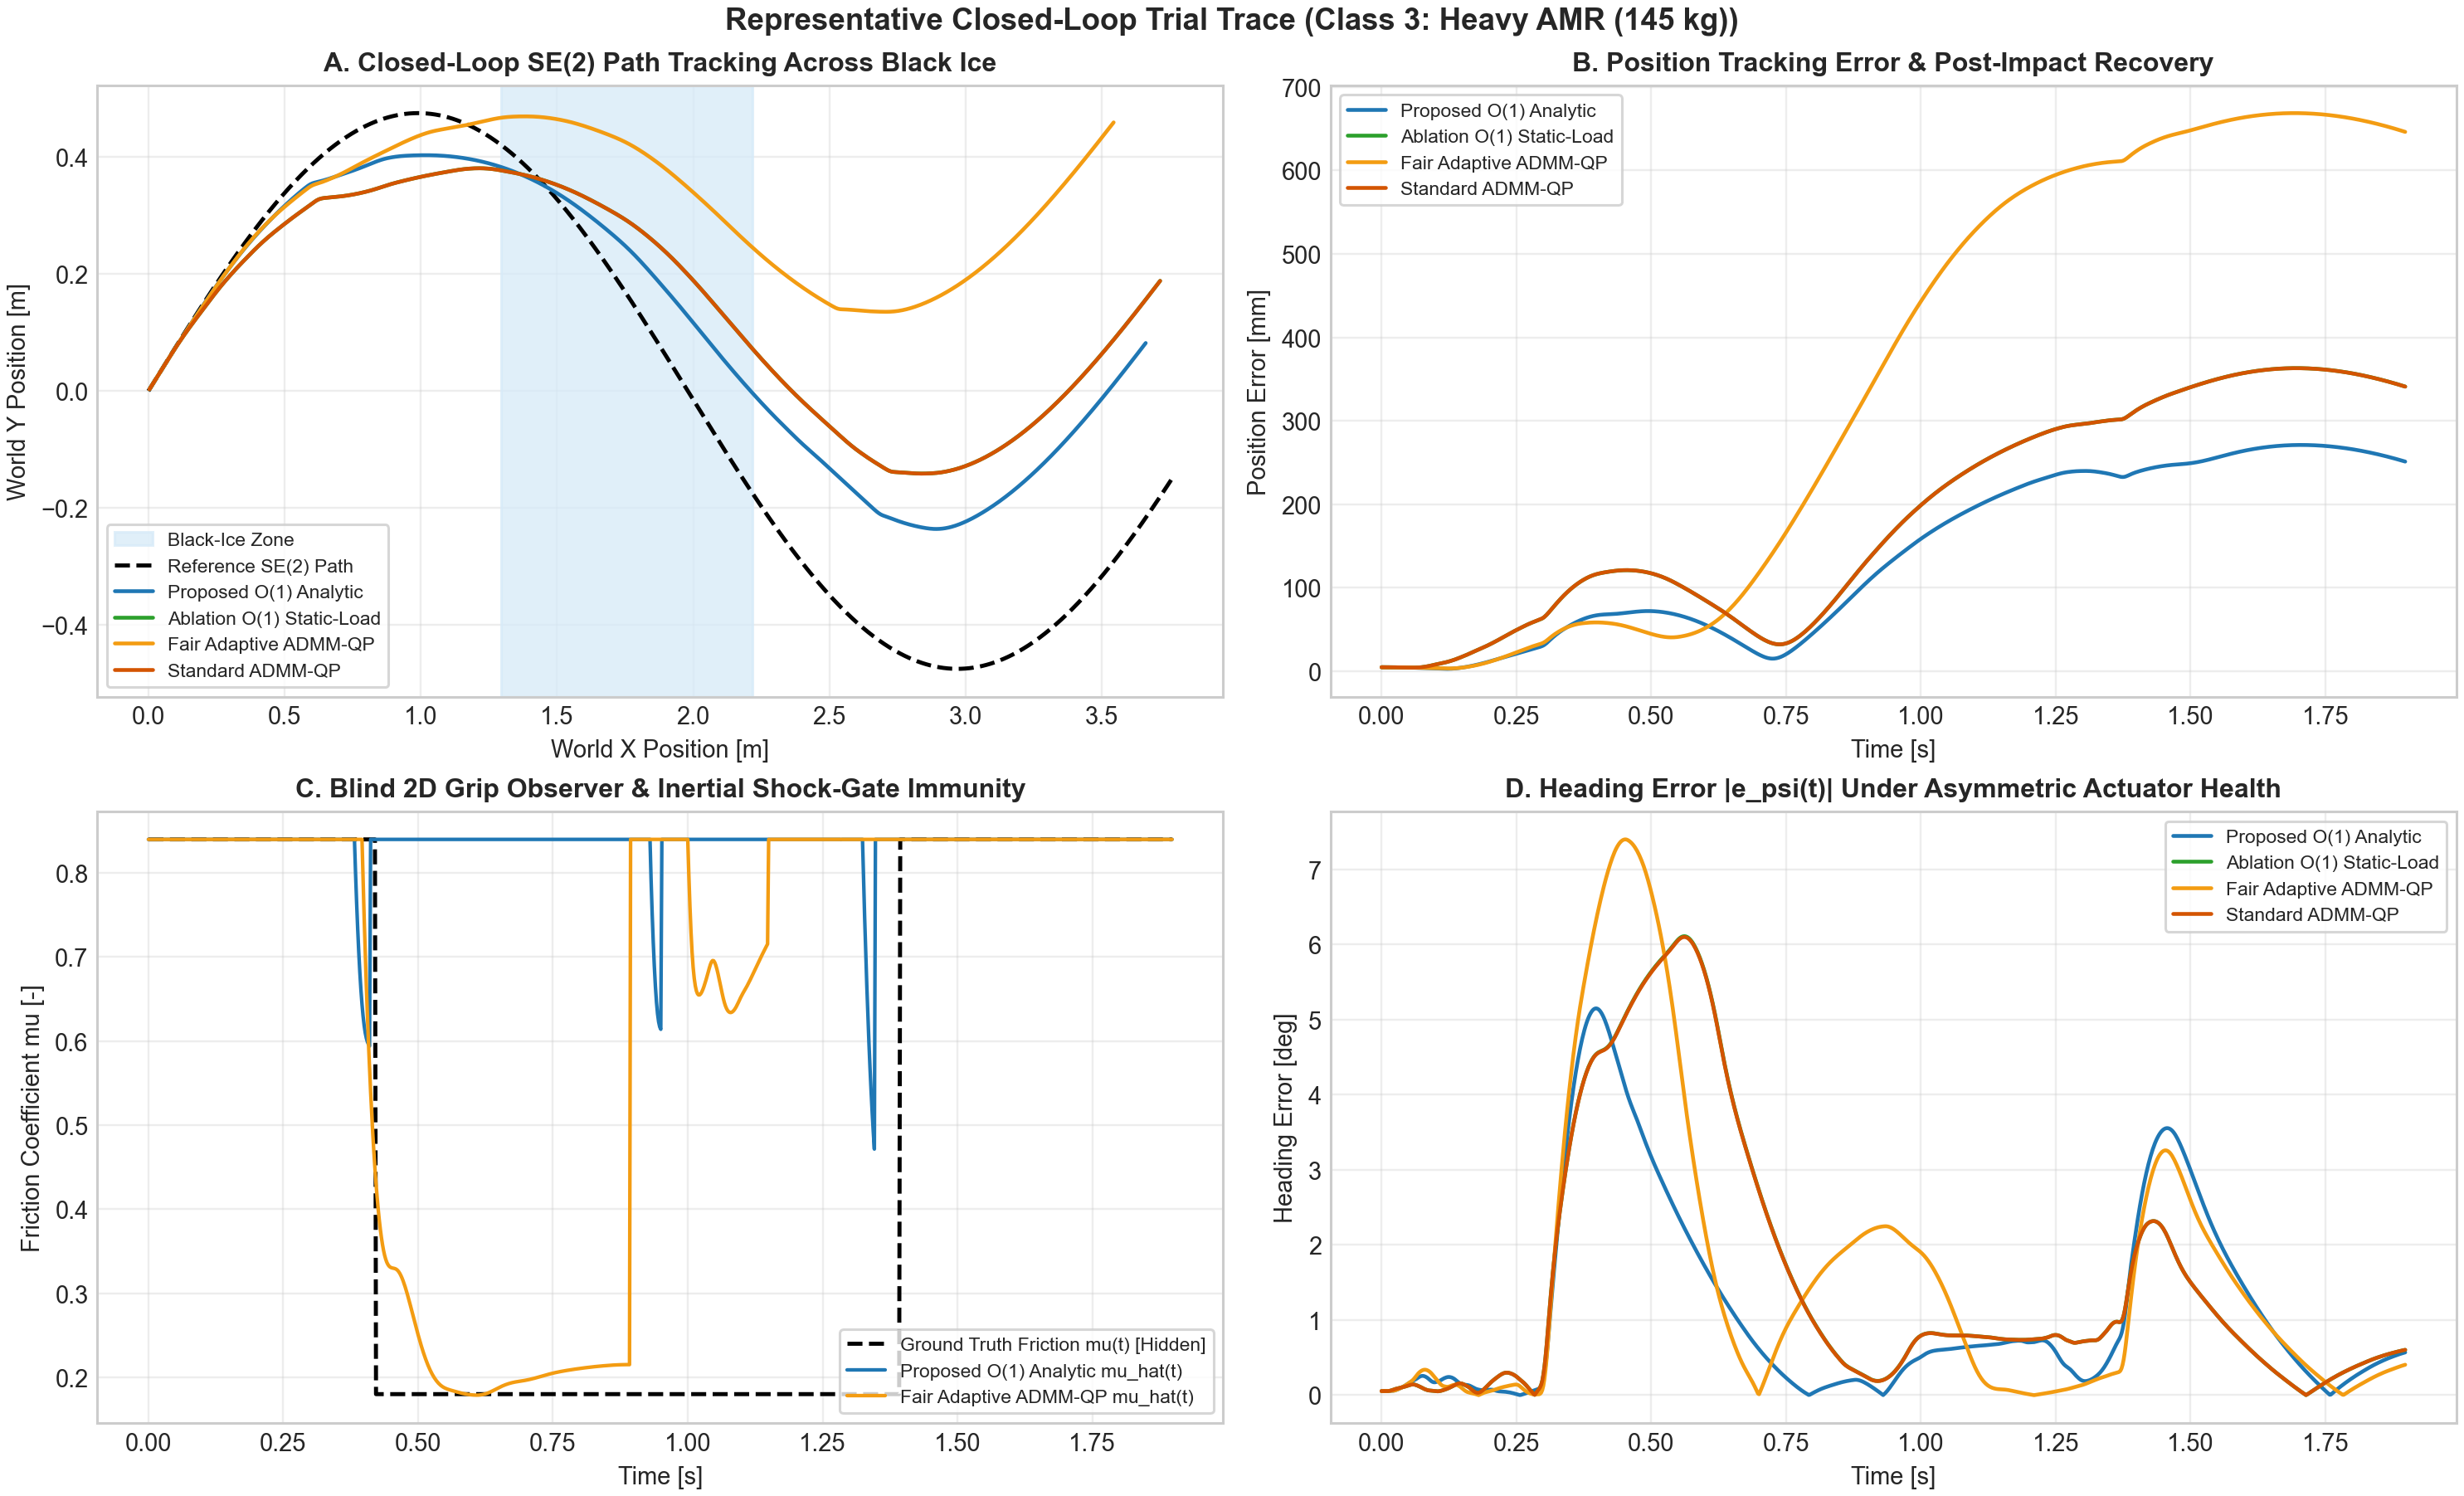 Representative Closed-Loop Trial Trace (Class 3: Heavy AMR (145 kg))
A. Closed-Loop SE(2) Path Tracking Across Black Ice
World Y Position [m]
0.4
0.2
0.0
−0.2
−0.4
Black-Ice Zone
Reference SE(2) Path
Proposed O(1) Analytic
Ablation O(1) Static-Load
Fair Adaptive ADMM-QP
Standard ADMM-QP
0.0 0.5 1.0 1.5 2.0 2.5 3.0 3.5
World X Position [m]
B. Position Tracking Error & Post-Impact Recovery
Position Error [mm]
700
600
500
400
300
200
100
0
Proposed O(1) Analytic
Ablation O(1) Static-Load
Fair Adaptive ADMM-QP
Standard ADMM-QP
0.00 0.25 0.50 0.75 1.00 1.25 1.50 1.75
Time [s]
C. Blind 2D Grip Observer & Inertial Shock-Gate Immunity
Friction Coefficient mu [-]
0.8
0.7
0.6
0.5
0.4
0.3
0.2
Ground Truth Friction mu(t) [Hidden]
Proposed O(1) Analytic mu_hat(t)
Fair Adaptive ADMM-QP mu_hat(t)
0.00 0.25 0.50 0.75 1.00 1.25 1.50 1.75
Time [s]
D. Heading Error |e_psi(t)| Under Asymmetric Actuator Health
Heading Error [deg]
7
6
5
4
3
2
1
0
Proposed O(1) Analytic
Ablation O(1) Static-Load
Fair Adaptive ADMM-QP
Standard ADMM-QP
0.00 0.25 0.50 0.75 1.00 1.25 1.50 1.75
Time [s]